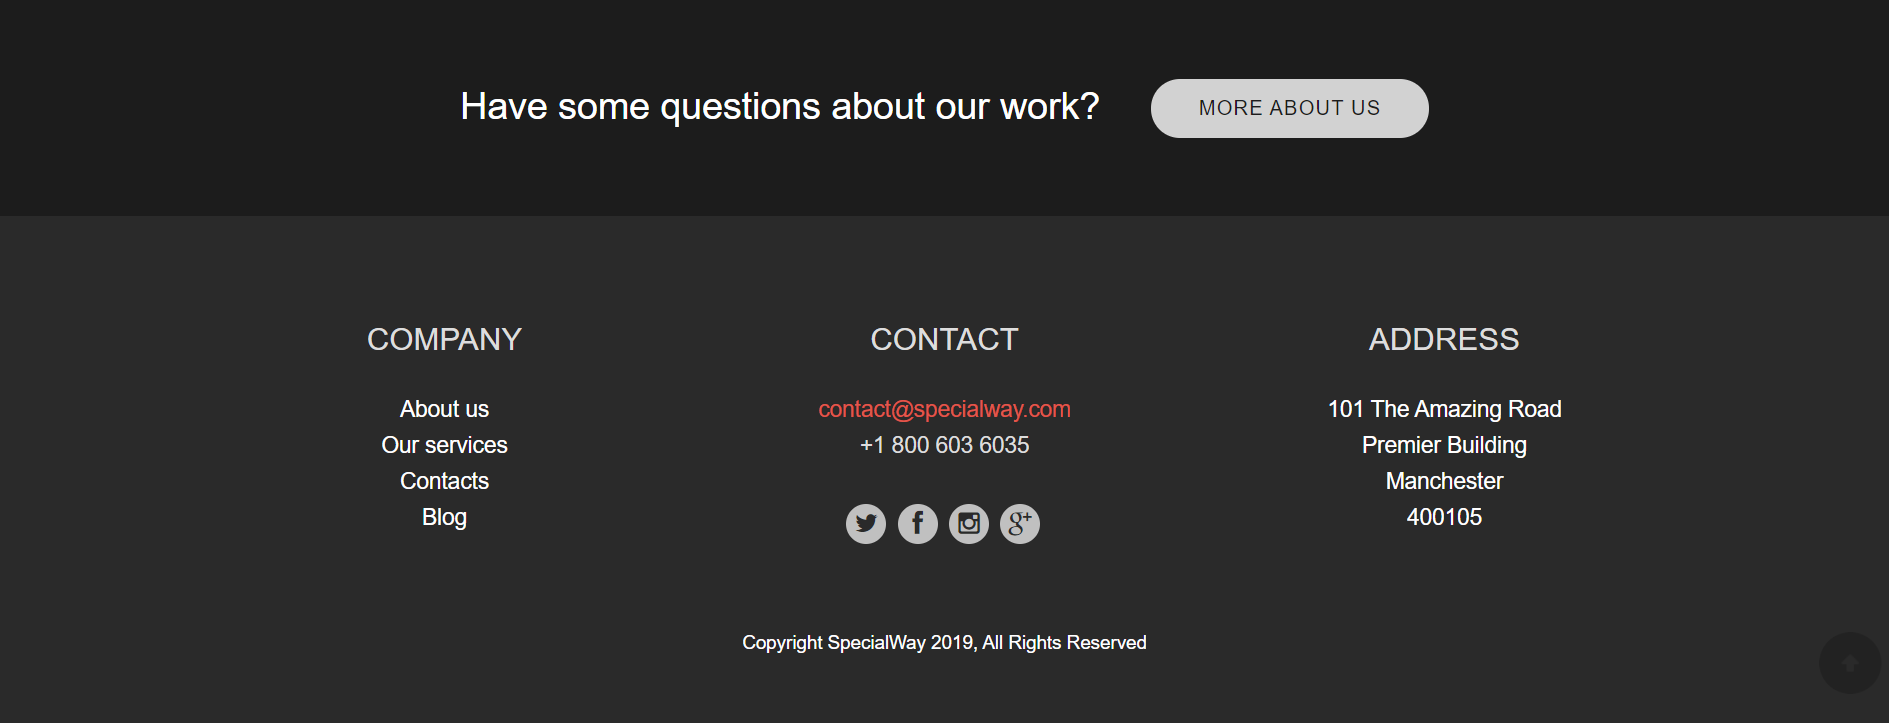 Have some questions about our work?
MORE ABOUT US
COMPANY
About us
Our services
Contacts
Blog
CONTACT
contact@specialway.com
+1 800 603 6035
ADDRESS
101 The Amazing Road
Premier Building
Manchester
400105
Copyright SpecialWay 2019, All Rights Reserved